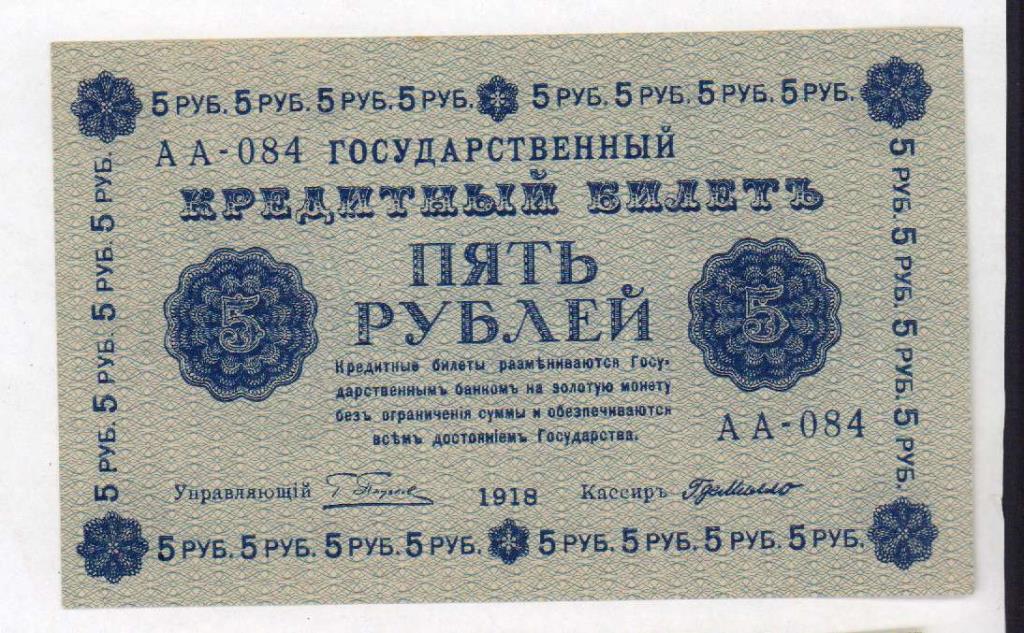 5 РУБ. 5 РУБ. 5 РУБ. 5 РУБ. 5 РУБ. 5 РУБ. 5 РУБ. 5 РУБ.
АА-084 ГОСУДАРСТВЕННЫЙ
КРЕДИТНЫЙ БИЛЕТЪ
ПЯТЬ
РУБЛЕЙ
5
5
Кредитные билеты размѣниваются Госу-
дарственнымъ банкомъ на золотую монету
безъ ограниченія суммы и обезпечиваются
всѣмъ достояніемъ Государства.
АА-084
Управляющій
1918
Кассиръ
5 РУБ. 5 РУБ. 5 РУБ. 5 РУБ.
5 РУБ. 5 РУБ. 5 РУБ. 5 РУБ.
5 РУБ. 5 РУБ. 5 РУБ. 5 РУБ. 5 РУБ. 5 РУБ. 5 РУБ. 5 РУБ.